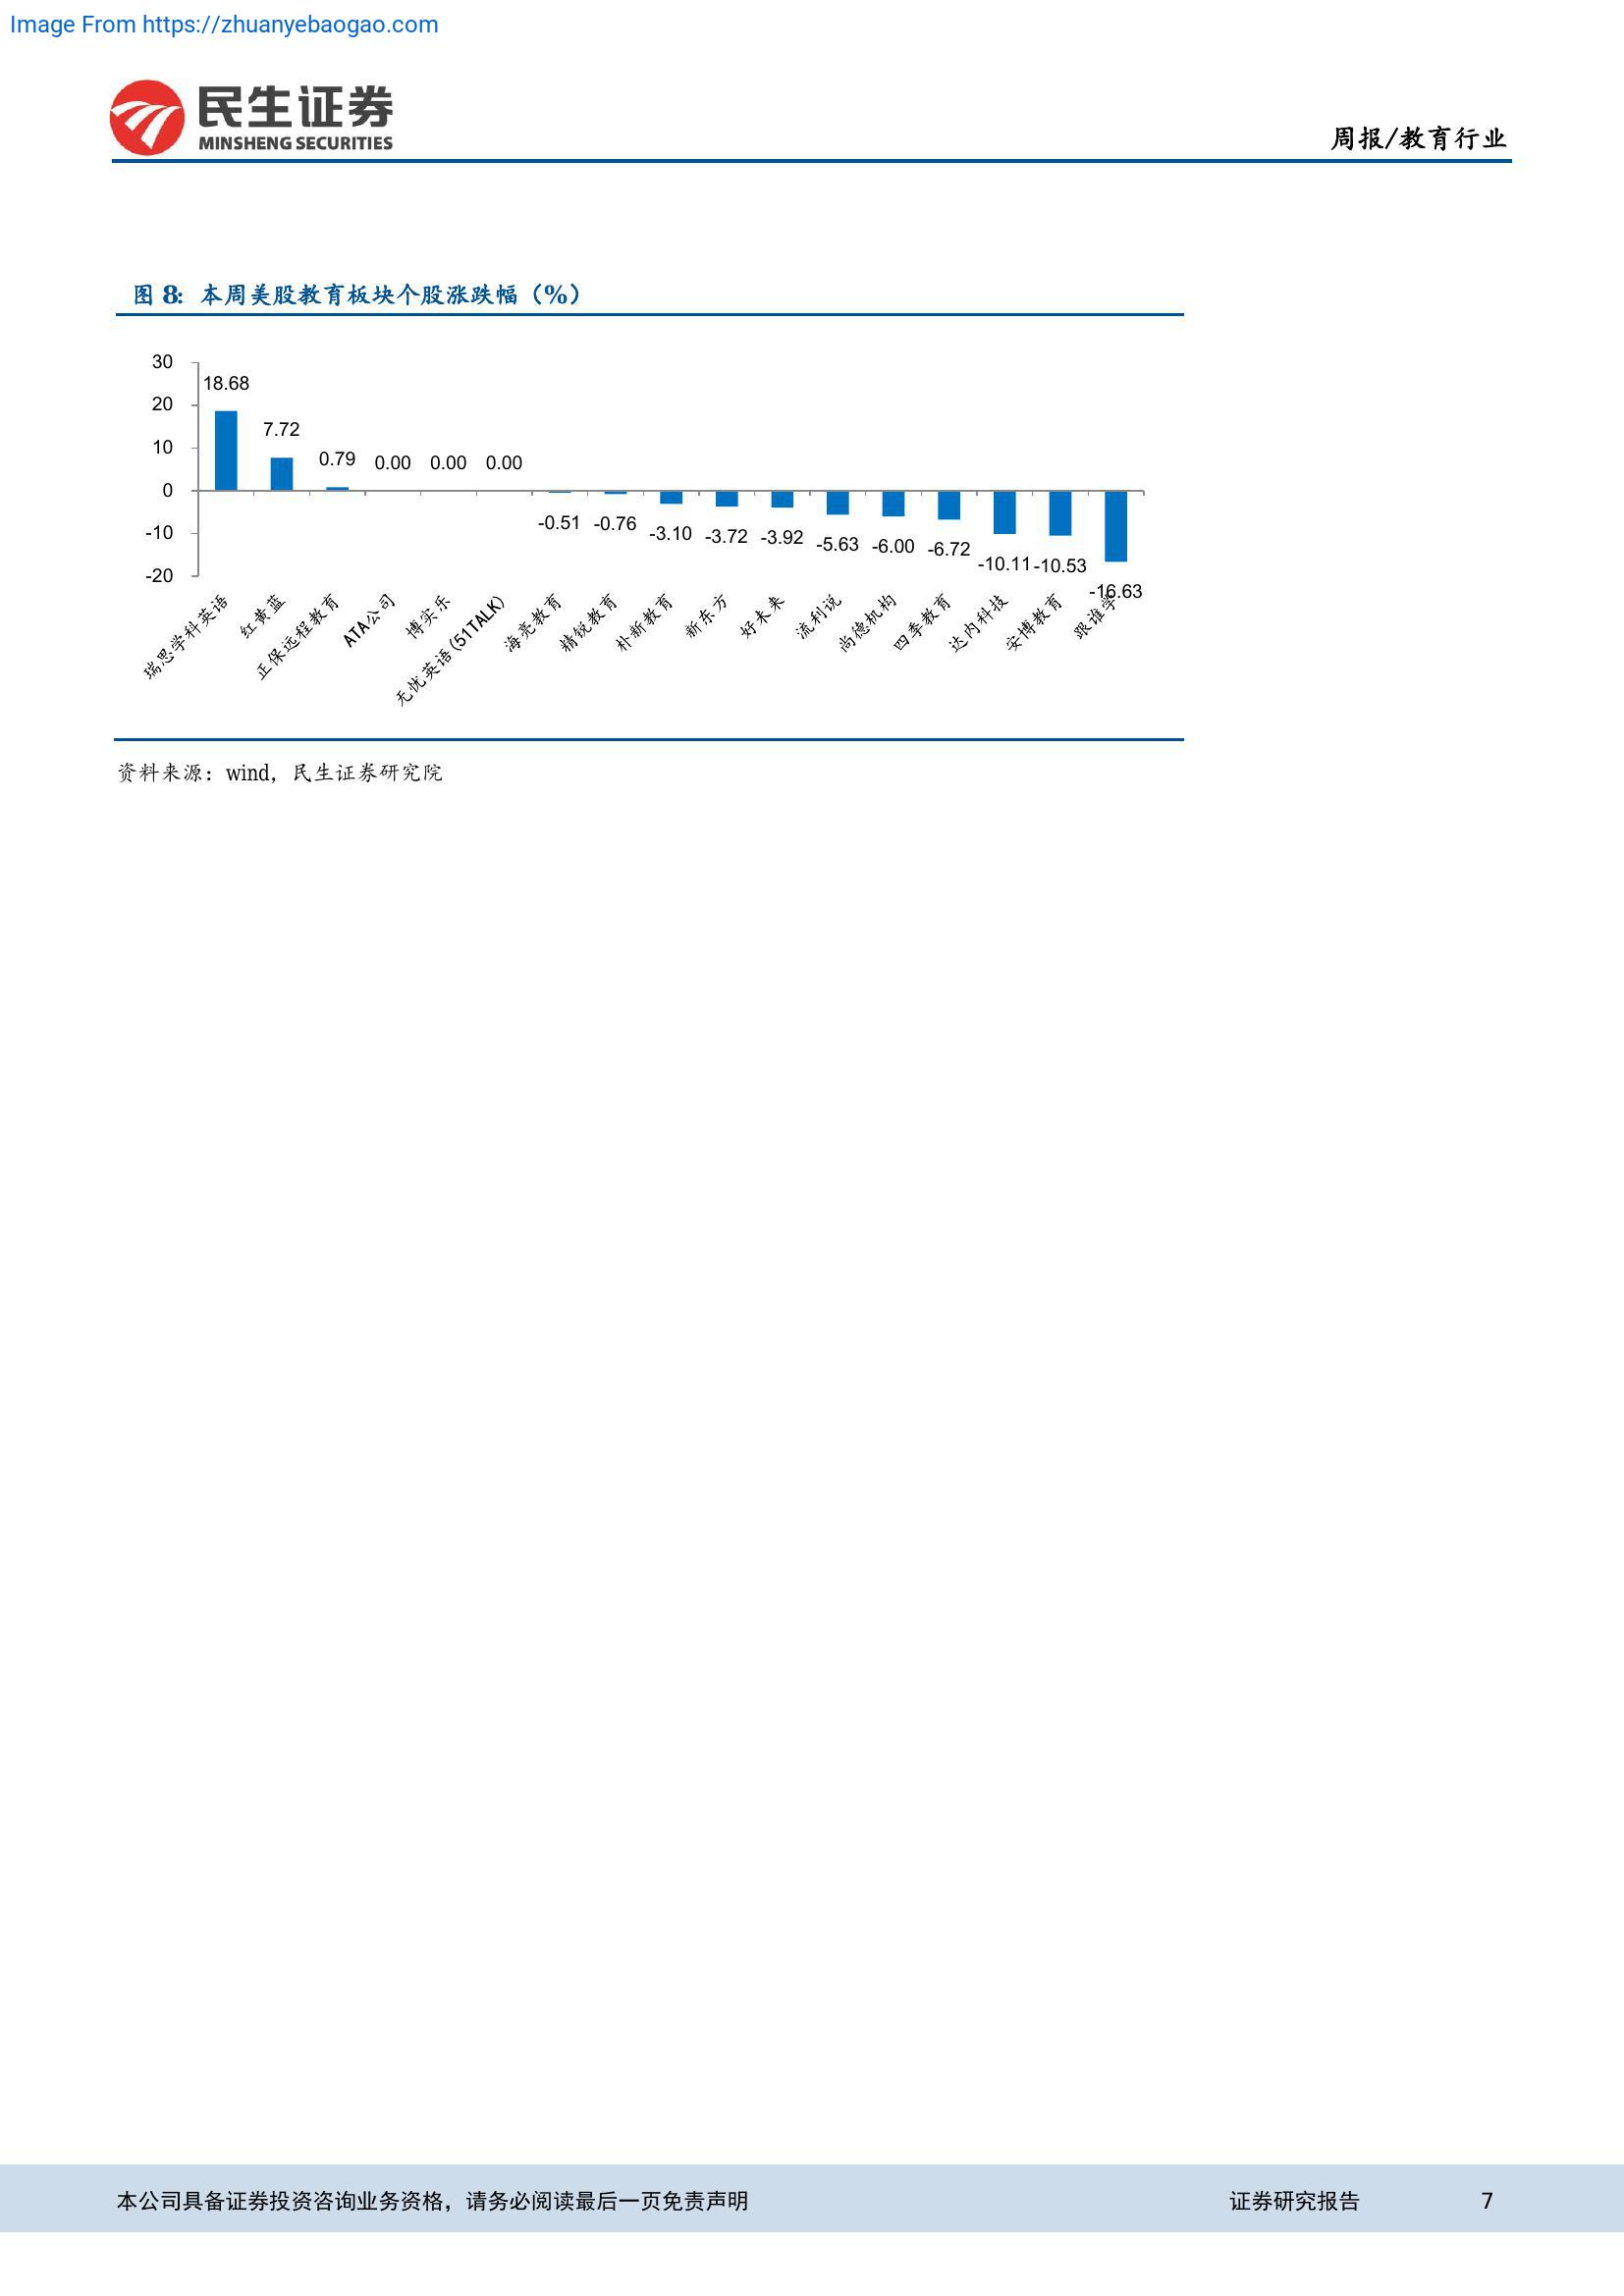 Image From https://zhuanyebaogao.com
民生证券
MINSHENG SECURITIES
周报/教育行业
图 8: 本周美股教育板块个股涨跌幅（%）
30
20
10
0
-10
-20
18.68
7.72
0.79
0.00
0.00
0.00
-0.51
-0.76
-3.10
-3.72
-3.92
-5.63
-6.00
-6.72
-10.11
-10.53
-16.63
瑞思学科英语
红黄蓝
正保远程教育
ATA公司
博实乐
无忧英语(51TALK)
海亮教育
精锐教育
朴新教育
新东方
好未来
流利说
尚德机构
四季教育
达内科技
安博教育
跟谁学
资料来源：wind，民生证券研究院
本公司具备证券投资咨询业务资格，请务必阅读最后一页免责声明
证券研究报告
7